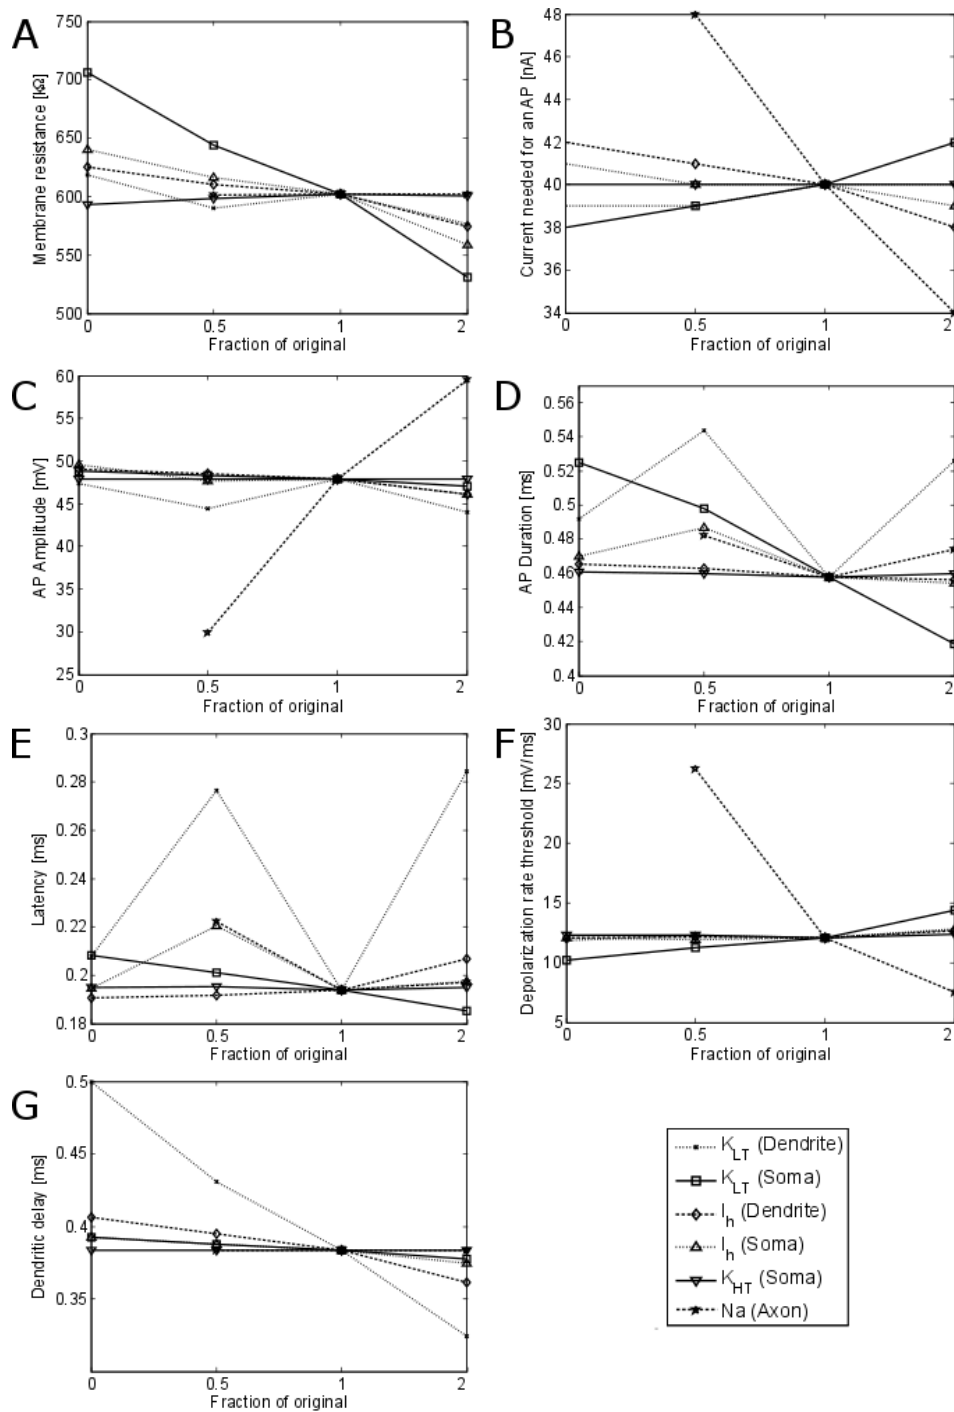 A
750
700
650
600
550
500
0
0.5
1
2
Membrane resistance [kΩ]
Fraction of original
B
48
46
44
42
40
38
36
34
0
0.5
1
2
Current needed for an AP [nA]
Fraction of original
C
60
55
50
45
40
35
30
25
0
0.5
1
2
AP Amplitude [mV]
Fraction of original
D
0.56
0.54
0.52
0.5
0.48
0.46
0.44
0.42
0.4
0
0.5
1
2
AP Duration [ms]
Fraction of original
E
0.3
0.28
0.26
0.24
0.22
0.2
0.18
0
0.5
1
2
Latency [ms]
Fraction of original
F
30
25
20
15
10
5
0
0.5
1
2
Depolarization rate threshold [mV/ms]
Fraction of original
G
0.5
0.45
0.4
0.35
0
0.5
1
2
Dendritic delay [ms]
Fraction of original
K_LT (Dendrite)
K_LT (Soma)
I_h (Dendrite)
I_h (Soma)
K_HT (Soma)
Na (Axon)